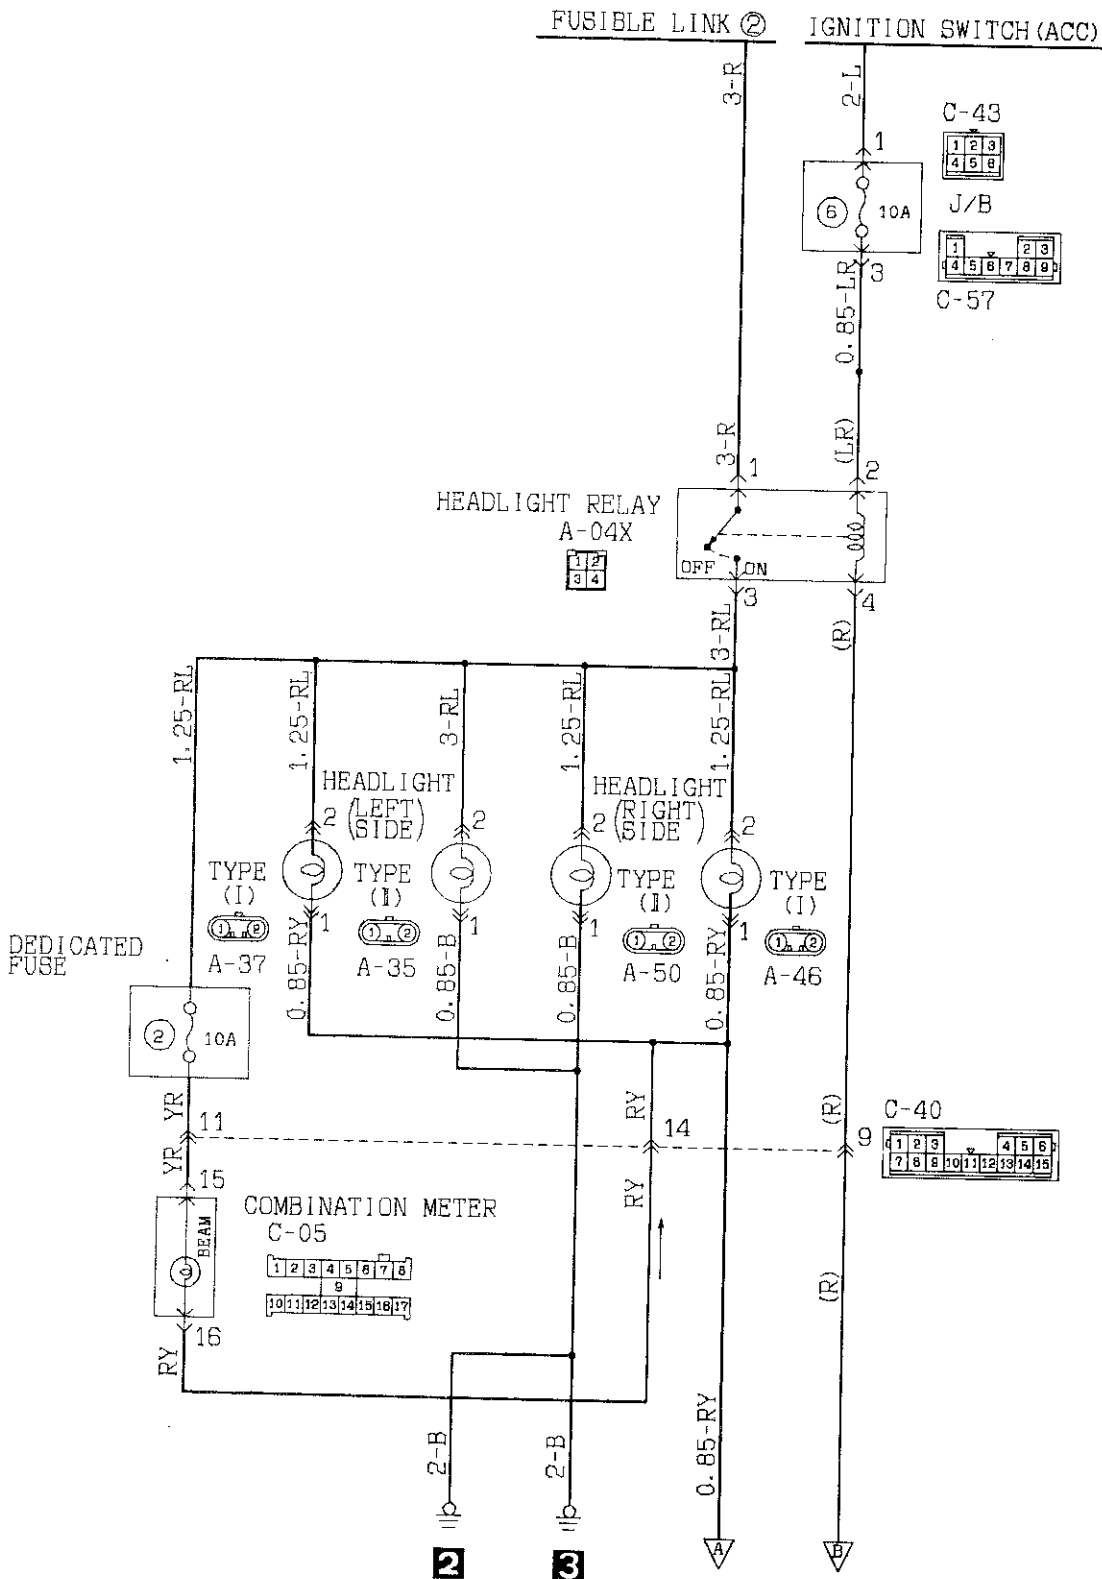 FUSIBLE LINK ②
IGNITION SWITCH(ACC)
3-R
2-L
1
C-43
1 2 3
4 5 6
J/B
6
10A
3
1 2 3
4 5 6 7 8 9
C-57
0.85-LR
3-R
(LR)
1
2
HEADLIGHT RELAY
A-04X
1 2
3 4
OFF
ON
3
4
3-RL
(R)
1.25-RL
1.25-RL
3-RL
1.25-RL
1.25-RL
HEADLIGHT
(LEFT SIDE)
HEADLIGHT
(RIGHT SIDE)
2
2
2
2
TYPE
(I)
1 2
A-37
TYPE
(II)
1 2
A-35
TYPE
(II)
1 2
A-50
TYPE
(I)
1 2
A-46
1
1
1
1
0.85-RY
0.85-B
0.85-B
0.85-RY
DEDICATED
FUSE
2
10A
YR
11
RY
14
(R)
9
C-40
1 2 3 4 5 6
7 8 9 10 11 12 13 14 15
YR
RY
15
BEAM
COMBINATION METER
C-05
1 2 3 4 5 6 7 8
9
10 11 12 13 14 15 16 17
(R)
16
RY
2-B
2-B
0.85-RY
2
3
A
B